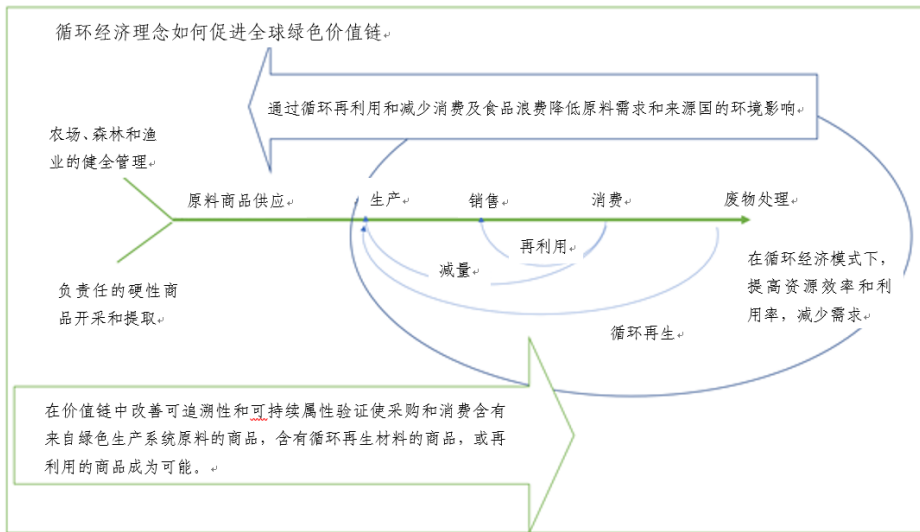 循环经济理念如何促进全球绿色价值链
通过循环再利用和减少消费及食品浪费降低原料需求和来源国的环境影响
农场、森林和渔
业的健全管理
原料商品供应
生产
销售
消费
废物处理
再利用
减量
循环再生
负责任的硬性商
品开采和提取
在循环经济模式下，
提高资源效率和利
用率，减少需求
在价值链中改善可追溯性和可持续属性验证使采购和消费含有
来自绿色生产系统原料的商品，含有循环再生材料的商品，或再
利用的商品成为可能。